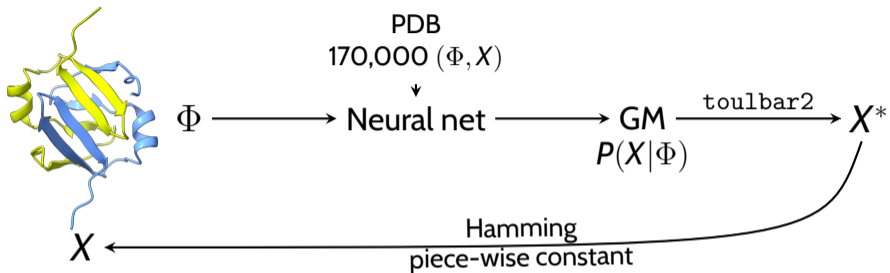 PDB
170,000 (Φ, X)
Φ
Neural net
GM
P(X|Φ)
toulbar2
X*
Hamming
piece-wise constant
X